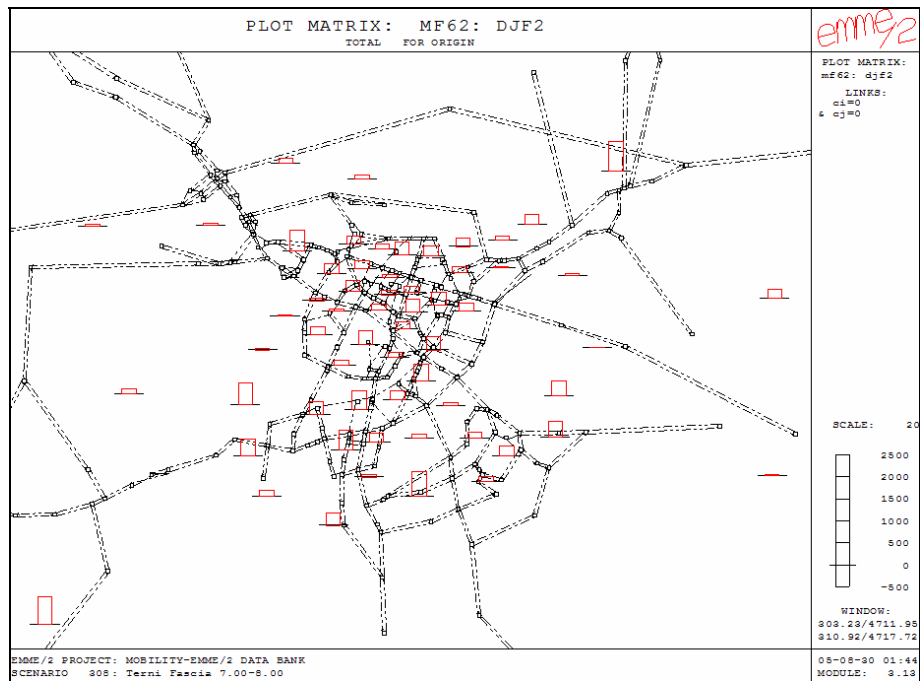 PLOT MATRIX: MF62: DJF2
TOTAL FOR ORIGIN
emme/2
PLOT MATRIX:
mf62: djf2
LINKS:
ci=0
& cj=0
SCALE: 20
2500
2000
1500
1000
500
0
-500
WINDOW:
303.23/4711.95
310.92/4717.72
EMME/2 PROJECT: MOBILITY-EMME/2 DATA BANK
SCENARIO 308: Terni Fascia 7.00-8.00
05-08-30 01:44
MODULE: 3.13